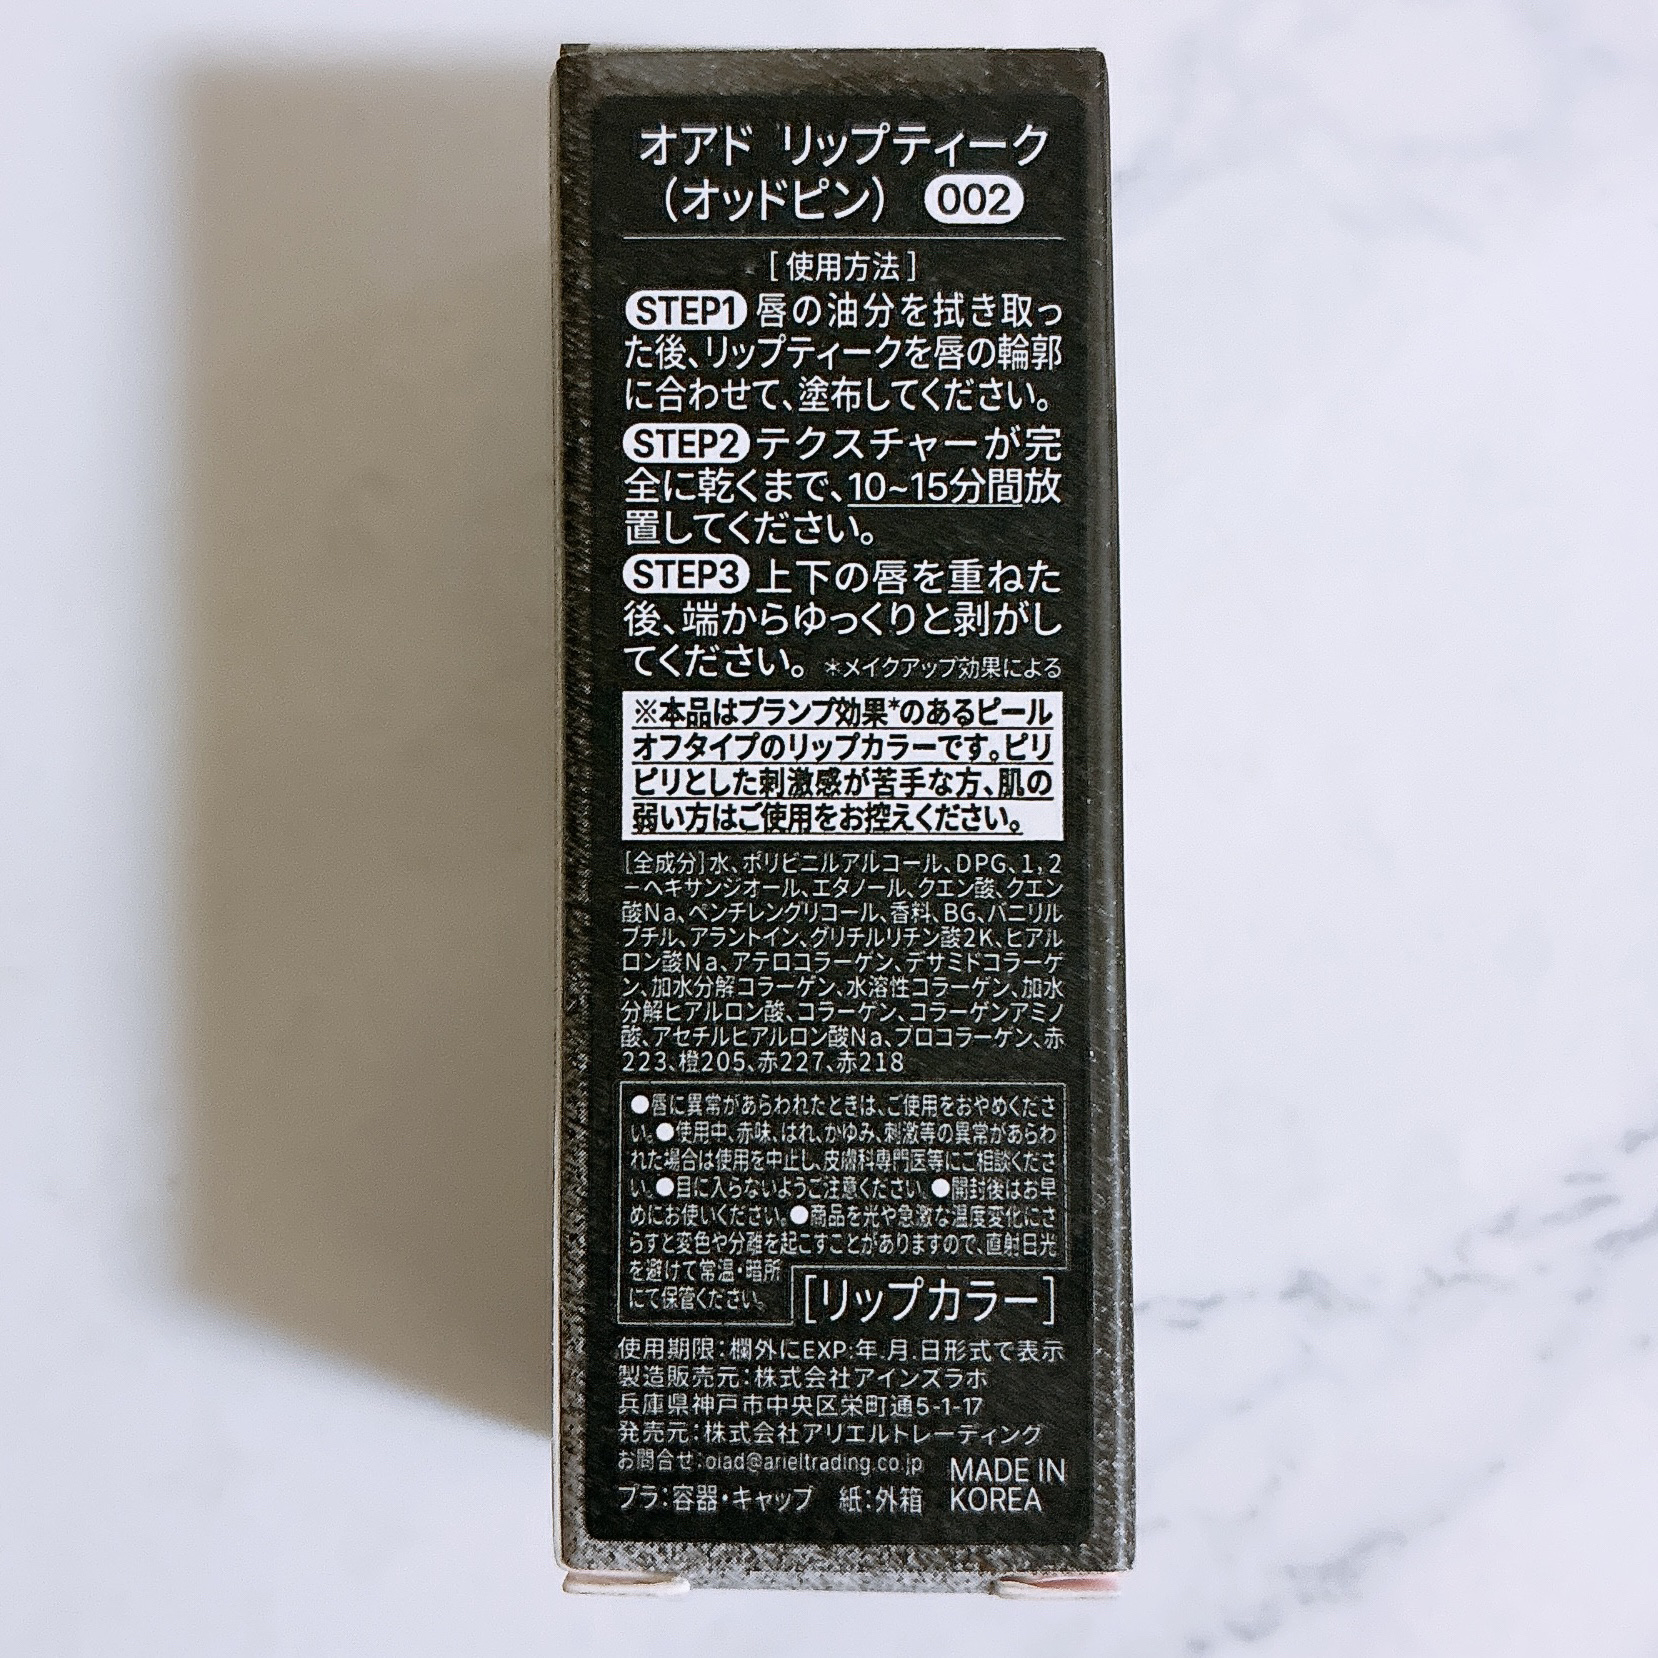 オアド リップティーク
(オッドピン) 002
[使用方法]
STEP1 唇の油分を拭き取っ
た後、リップティークを唇の輪郭
に合わせて、塗布してください。
STEP2 テクスチャーが完
全に乾くまで、10~15分間放
置してください。
STEP3 上下の唇を重ねた
後、端からゆっくりと剥がし
てください。 *メイクアップ効果による
※本品はプランプ効果*のあるピール
オフタイプのリップカラーです。ピリ
ピリとした刺激感が苦手な方、肌の
弱い方はご使用をお控えください。
[全成分]水、ポリビニルアルコール、DPG、1,2
-ヘキサンジオール、エタノール、クエン酸、クエン
酸Na、ペンチレングリコール、香料、BG、バニリル
ブチル、アラントイン、グリチルリチン酸2K、ヒアル
ロン酸Na、アテロコラーゲン、デサミドコラーゲ
ン、加水分解コラーゲン、水溶性コラーゲン、加水
分解ヒアルロン酸、コラーゲン、コラーゲンアミノ
酸、アセチルヒアルロン酸Na、プロコラーゲン、赤
223、橙205、赤227、赤218
●唇に異常があらわれたときは、ご使用をおやめくださ
い。●使用中、赤味、はれ、かゆみ、刺激等の異常があらわ
れた場合は使用を中止し、皮膚科専門医等にご相談くださ
い。●目に入らないようご注意ください。●開封後はお早
めにお使いください。●商品を光や急激な温度変化にさ
らすと変色や分離を起こすことがありますので、直射日光
を避けて常温・暗所
にて保管ください。
[リップカラー]
使用期限:欄外にEXP:年.月.日形式で表示
製造販売元:株式会社アインズラボ
兵庫県神戸市中央区栄町通5-1-17
発売元:株式会社アリエルトレーディング
お問合せ:oiad@arieltrading.co.jp
プラ:容器・キャップ 紙:外箱
MADE IN
KOREA